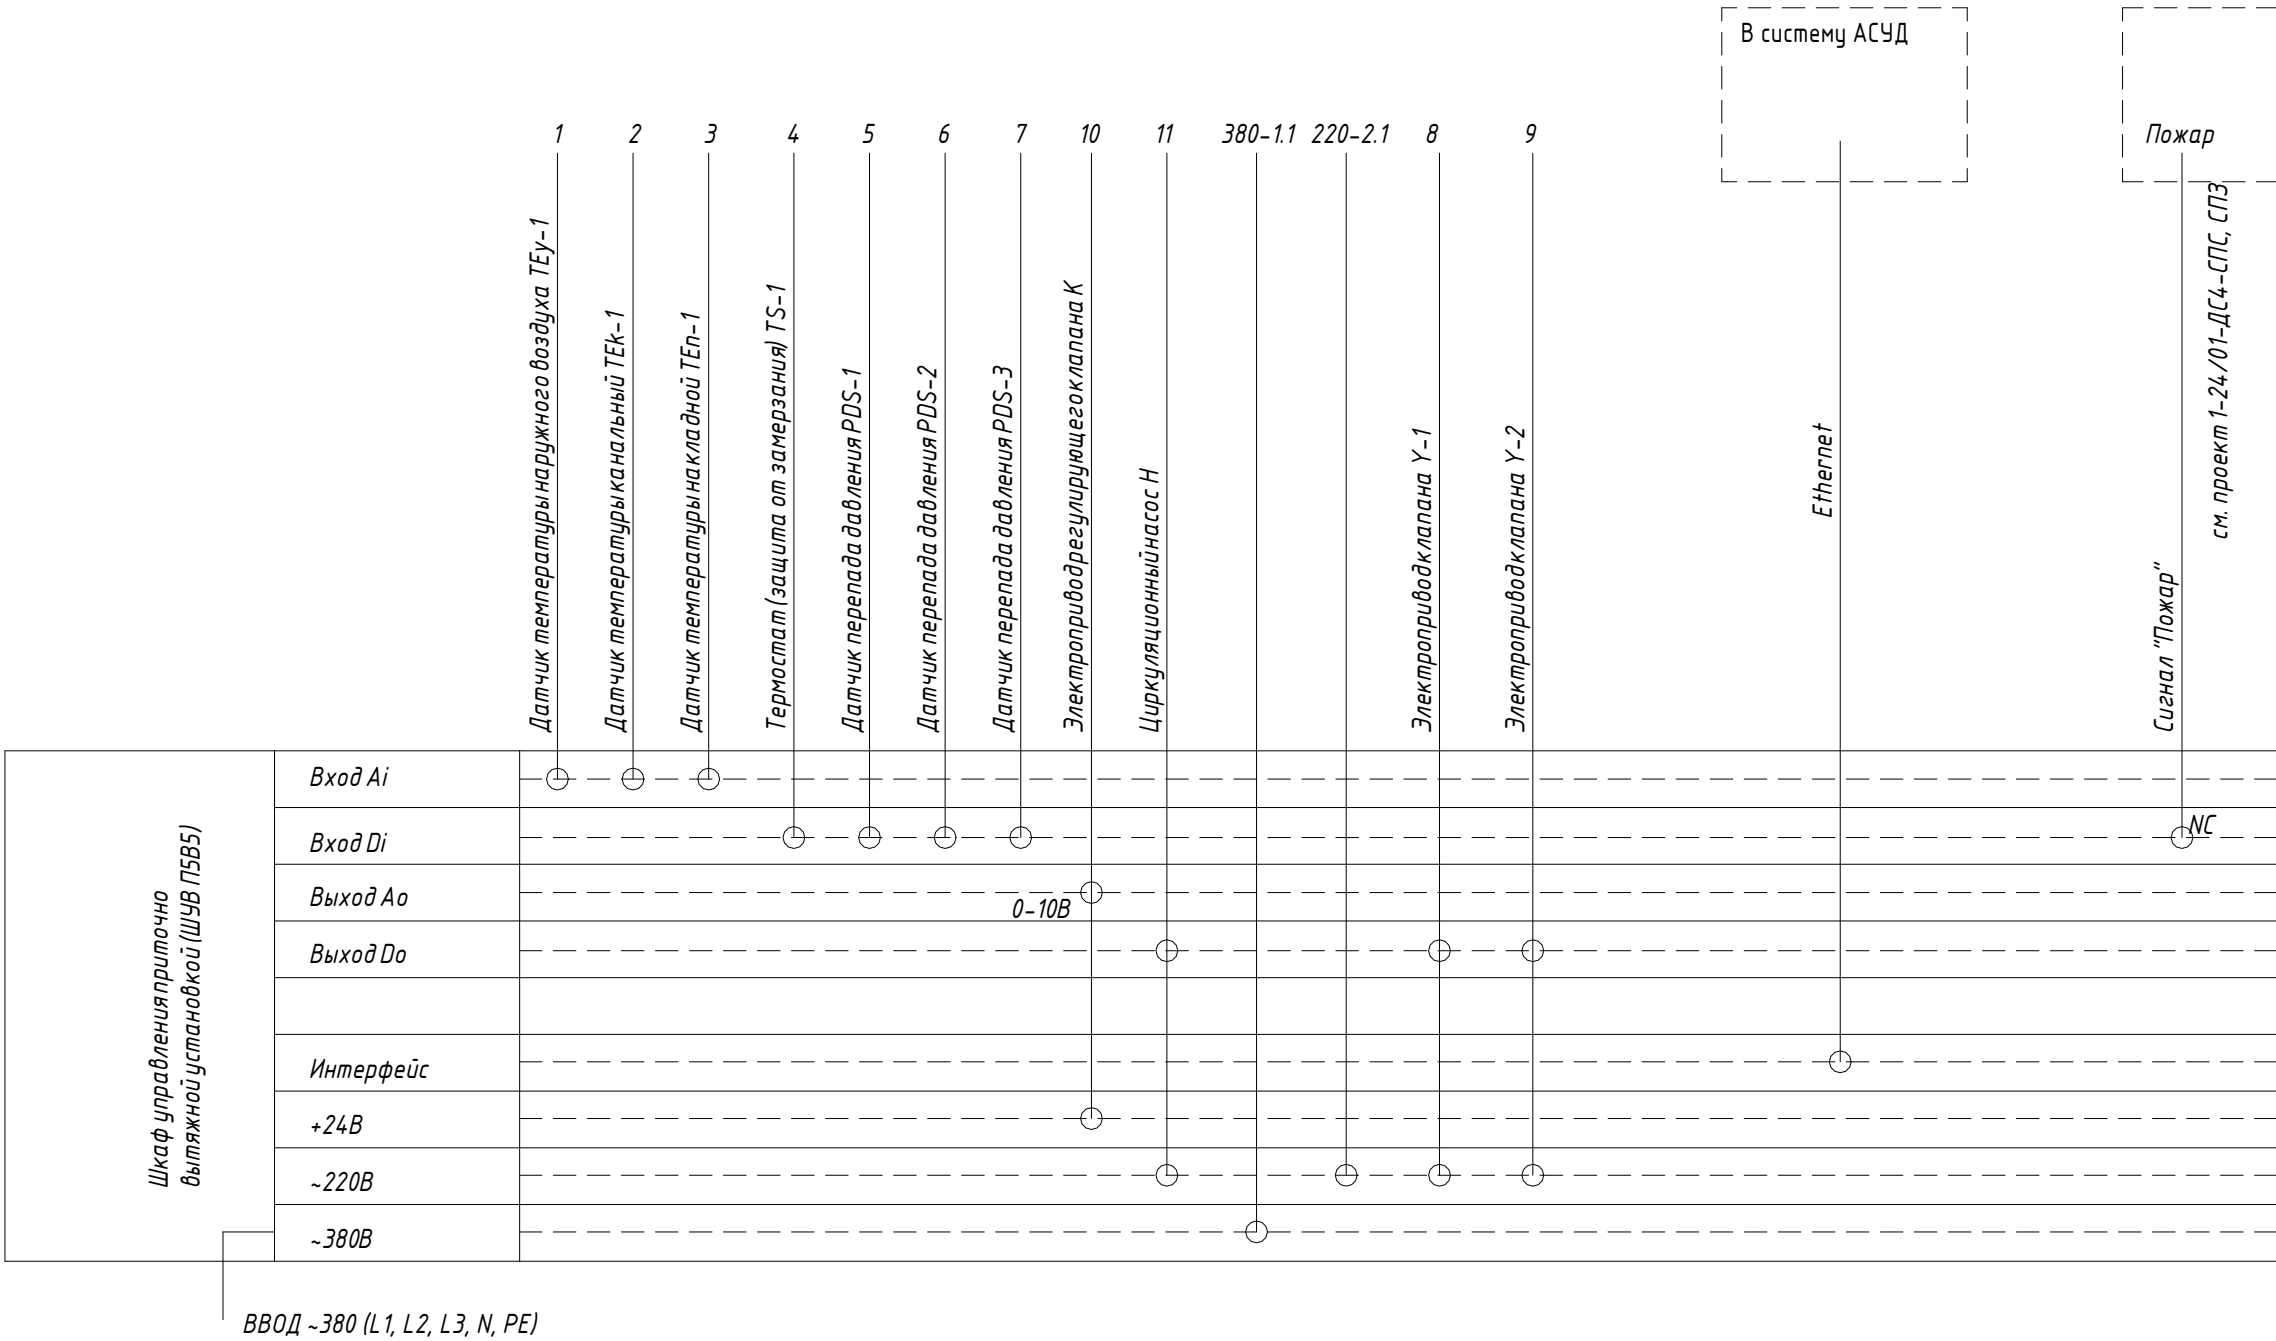 В систему АСУД
1 2 3 4 5 6 7 10 11 380-1.1 220-2.1 8 9
Пожар
Датчик температуры наружного воздуха TEу-1
Датчик температуры канальный TEк-1
Датчик температуры накладной TEп-1
Термостат (защита от замерзания) TS-1
Датчик перепада давления PDS-1
Датчик перепада давления PDS-2
Датчик перепада давления PDS-3
Электропривод регулирующего клапана К
Циркуляционный насос Н
Электропривод клапана Y-1
Электропривод клапана Y-2
Ethernet
Сигнал "Пожар"
см. проект 1-24/01-ДС4-СПС, СПЗ
Шкаф управления приточно
вытяжной установкой (ШУВ П5В5)
Вход Ai
Вход Di
NC
Выход Ao
0-10В
Выход Do
Интерфейс
+24В
~220В
~380В
ВВОД ~380 (L1, L2, L3, N, PE)